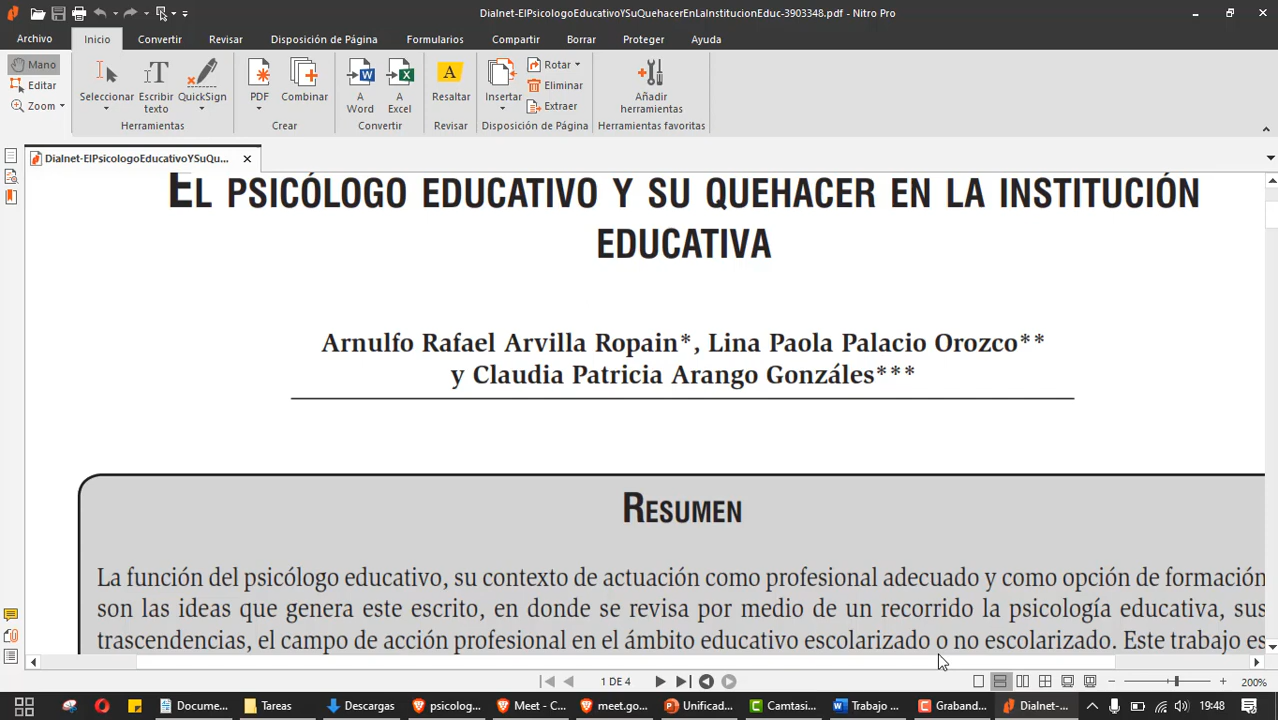 Dialnet-ElPsicologoEducativoYSuQuehacerEnLaInstitucionEduc-3903348.pdf - Nitro Pro
Archivo Inicio Convertir Revisar Disposición de Página Formularios Compartir Borrar Proteger Ayuda
Mano
Editar
Zoom
Seleccionar
Escribir texto
QuickSign
Herramientas
PDF
Combinar
Crear
A Word
A Excel
Convertir
Resaltar
Revisar
Insertar
Rotar
Eliminar
Extraer
Disposición de Página
Añadir herramientas
Herramientas favoritas
Dialnet-ElPsicologoEducativoYSuQu...
EL PSICÓLOGO EDUCATIVO Y SU QUEHACER EN LA INSTITUCIÓN
EDUCATIVA
Arnulfo Rafael Arvilla Ropain*, Lina Paola Palacio Orozco**
y Claudia Patricia Arango Gonzáles***
RESUMEN
La función del psicólogo educativo, su contexto de actuación como profesional adecuado y como opción de formación
son las ideas que genera este escrito, en donde se revisa por medio de un recorrido la psicología educativa, sus
trascendencias, el campo de acción profesional en el ámbito educativo escolarizado o no escolarizado. Este trabajo es
1 DE 4
200%
Docume... Tareas Descargas psicolog... Meet - C... meet.go... Unificad... Camtasi... Trabajo ... Graband... Dialnet-... 19:48